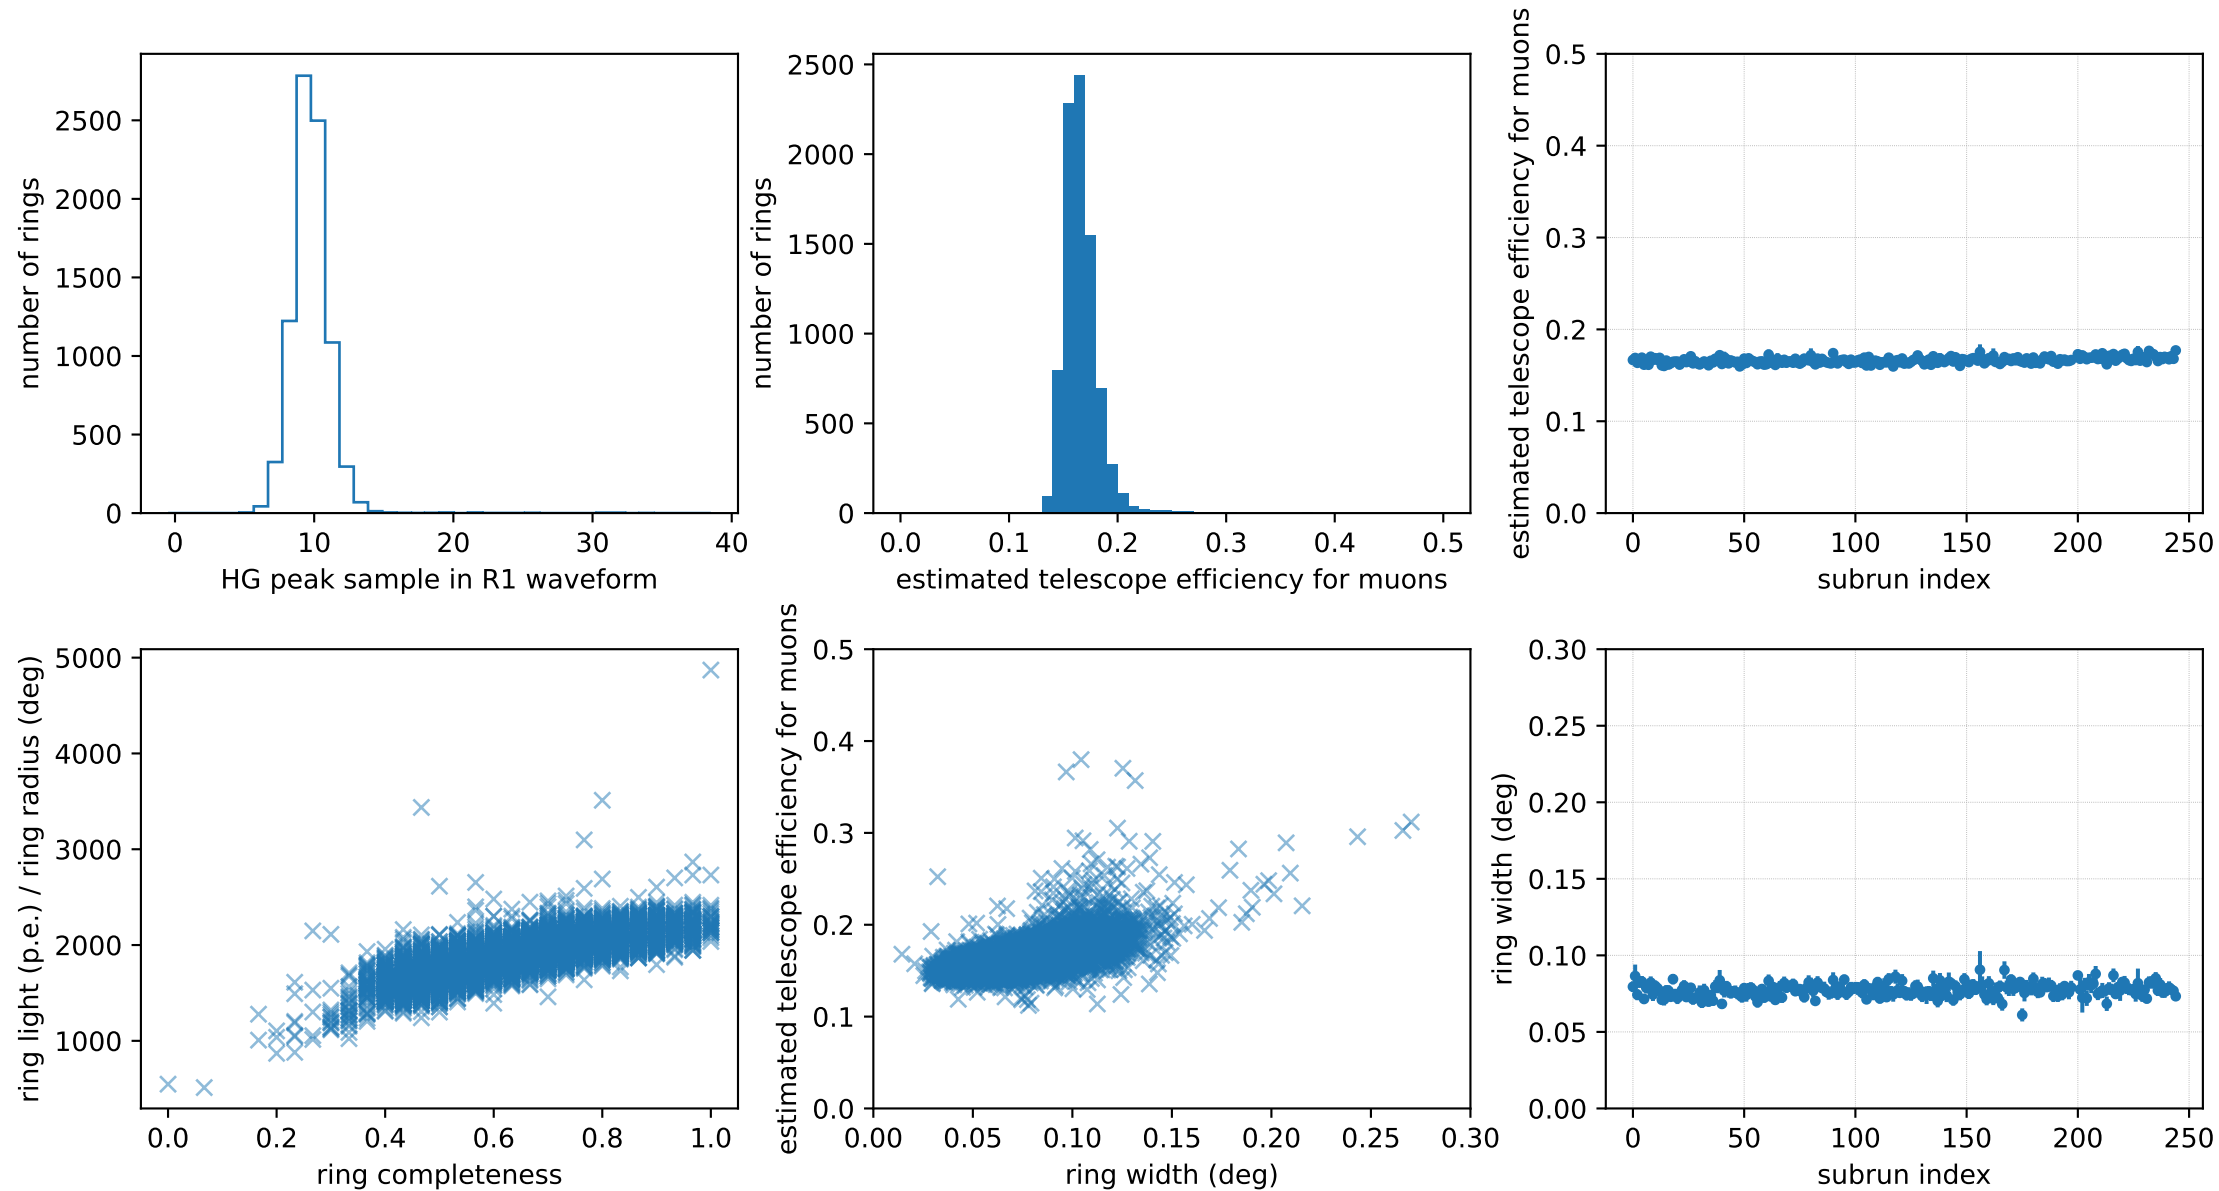 number of rings
2500
2000
1500
1000
500
0
0 10 20 30 40
HG peak sample in R1 waveform
number of rings
2500
2000
1500
1000
500
0
0.0 0.1 0.2 0.3 0.4 0.5
estimated telescope efficiency for muons
estimated telescope efficiency for muons
0.5
0.4
0.3
0.2
0.1
0.0
0 50 100 150 200 250
subrun index
ring light (p.e.) / ring radius (deg)
5000
4000
3000
2000
1000
0.0 0.2 0.4 0.6 0.8 1.0
ring completeness
estimated telescope efficiency for muons
0.5
0.4
0.3
0.2
0.1
0.0
0.00 0.05 0.10 0.15 0.20 0.25 0.30
ring width (deg)
ring width (deg)
0.30
0.25
0.20
0.15
0.10
0.05
0.00
0 50 100 150 200 250
subrun index